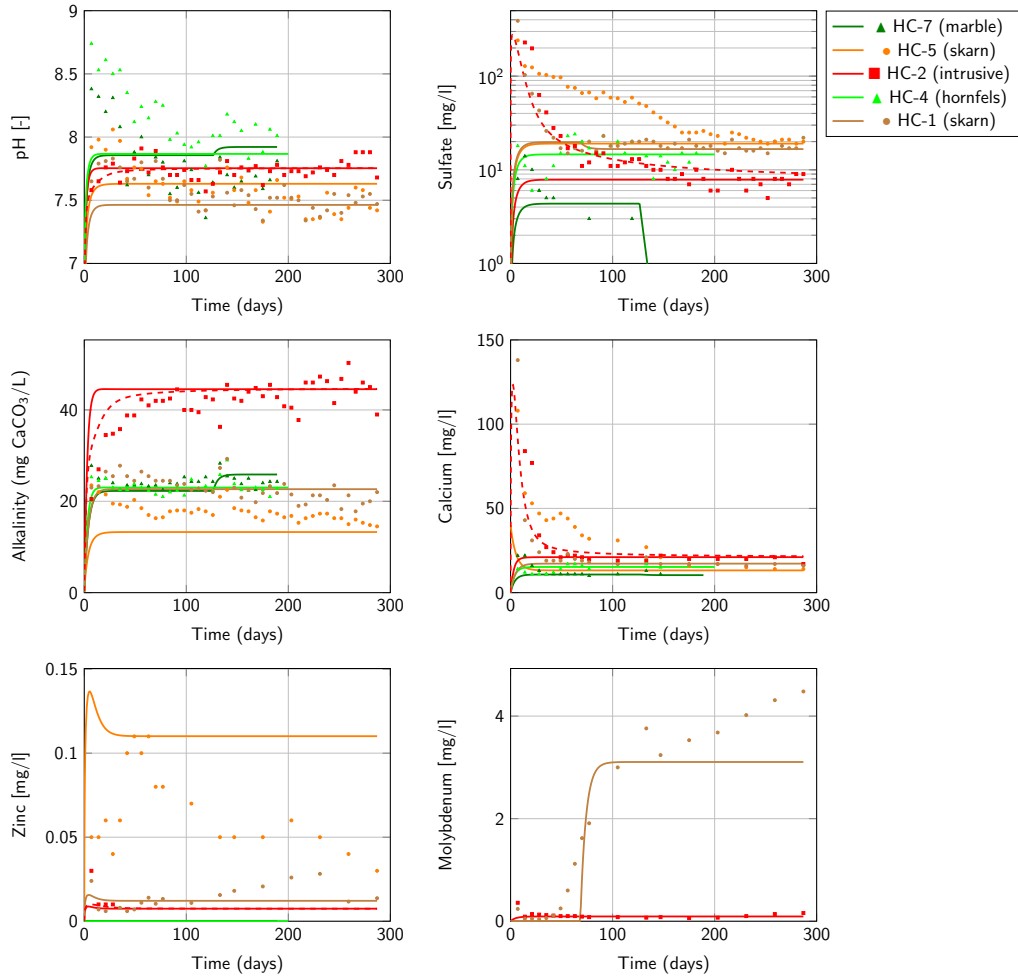 9
8.5
8
7.5
7
0 100 200 300
Time (days)
pH [-]
10²
10¹
10⁰
0 100 200 300
Time (days)
Sulfate [mg/l]
HC-7 (marble)
HC-5 (skarn)
HC-2 (intrusive)
HC-4 (hornfels)
HC-1 (skarn)
40
20
0
0 100 200 300
Time (days)
Alkalinity (mg CaCO₃/L)
150
100
50
0
0 100 200 300
Time (days)
Calcium [mg/l]
0.15
0.1
0.05
0
0 100 200 300
Time (days)
Zinc [mg/l]
4
2
0
0 100 200 300
Time (days)
Molybdenum [mg/l]